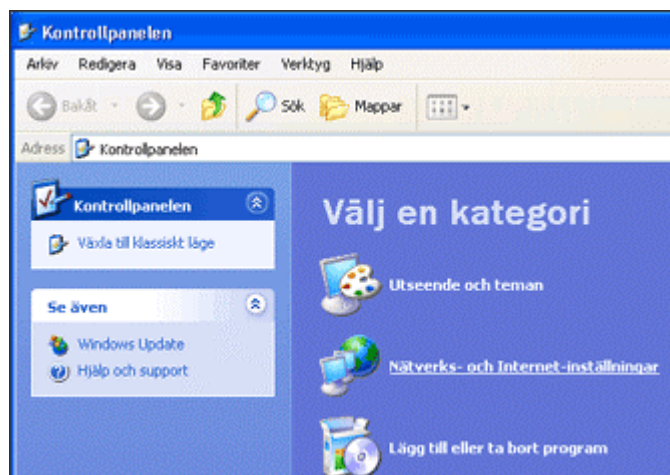 Kontrollpanelen
Arkiv Redigera Visa Favoriter Verktyg Hjälp
Bakåt Sök Mappar
Adress Kontrollpanelen
Kontrollpanelen
Växla till klassiskt läge
Se även
Windows Update
Hjälp och support
Välj en kategori
Utseende och teman
Nätverks- och Internet-inställningar
Lägg till eller ta bort program